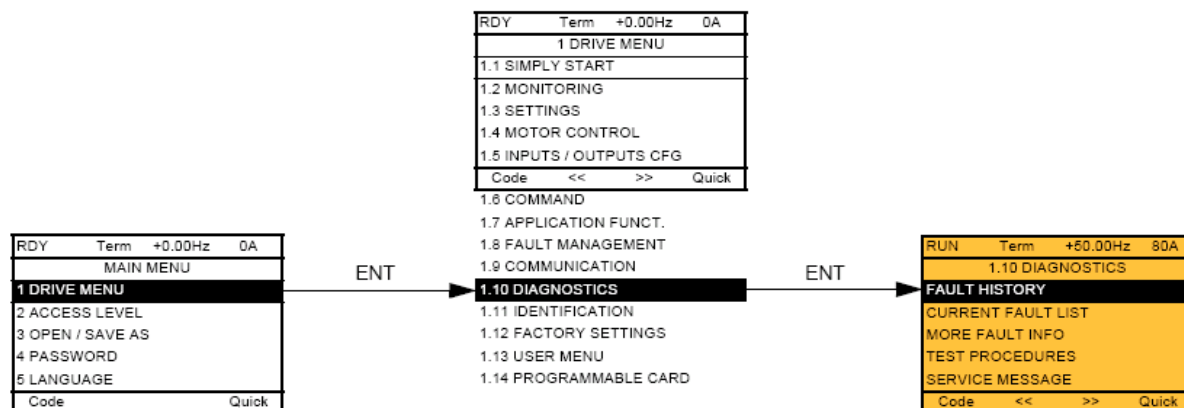 RDY Term +0.00Hz 0A
1 DRIVE MENU
1.1 SIMPLY START
1.2 MONITORING
1.3 SETTINGS
1.4 MOTOR CONTROL
1.5 INPUTS / OUTPUTS CFG
Code << >> Quick
1.6 COMMAND
1.7 APPLICATION FUNCT.
1.8 FAULT MANAGEMENT
1.9 COMMUNICATION
1.10 DIAGNOSTICS
1.11 IDENTIFICATION
1.12 FACTORY SETTINGS
1.13 USER MENU
1.14 PROGRAMMABLE CARD
RDY Term +0.00Hz 0A
MAIN MENU
1 DRIVE MENU
2 ACCESS LEVEL
3 OPEN / SAVE AS
4 PASSWORD
5 LANGUAGE
Code Quick
ENT
ENT
RUN Term +50.00Hz 80A
1.10 DIAGNOSTICS
FAULT HISTORY
CURRENT FAULT LIST
MORE FAULT INFO
TEST PROCEDURES
SERVICE MESSAGE
Code << >> Quick